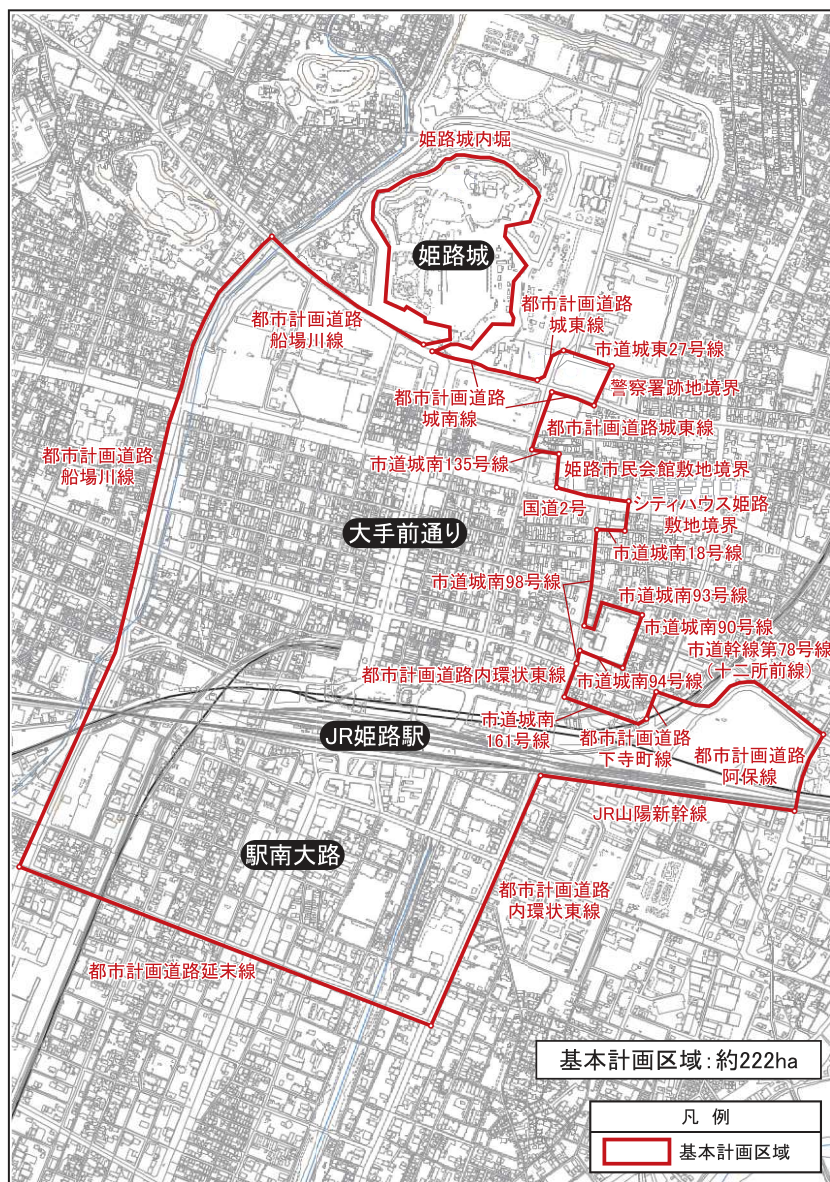 姫路城内堀
姫路城
都市計画道路
城東線
都市計画道路
船場川線
市道城東27号線
警察署跡地境界
都市計画道路
城南線
都市計画道路城東線
市道城南135号線
姫路市民会館敷地境界
都市計画道路
船場川線
国道2号
シティハウス姫路
敷地境界
大手前通り
市道城南18号線
市道城南98号線
市道城南93号線
市道城南90号線
市道幹線第78号線
(十二所前線)
都市計画道路内環状東線
市道城南94号線
市道城南
161号線
JR姫路駅
都市計画道路
下寺町線
都市計画道路
阿保線
JR山陽新幹線
駅南大路
都市計画道路
内環状東線
都市計画道路延末線
基本計画区域:約222ha
凡 例
基本計画区域